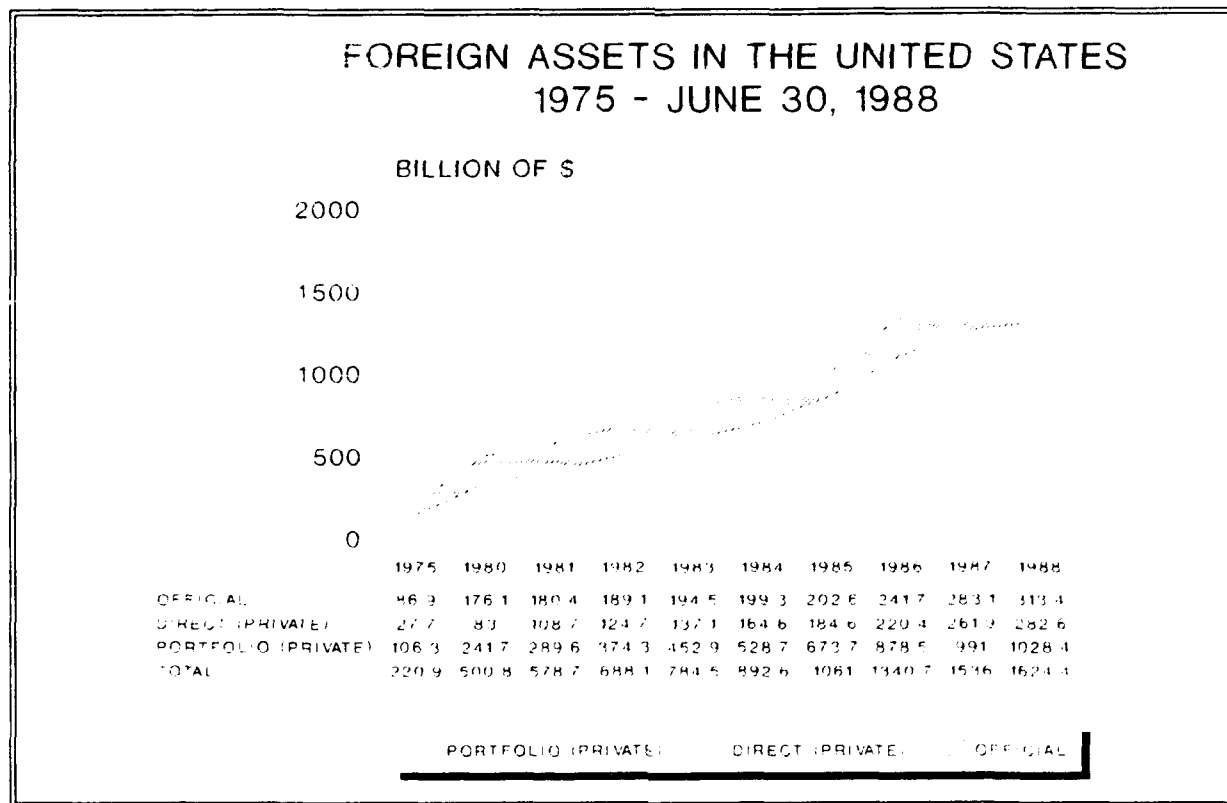 FOREIGN ASSETS IN THE UNITED STATES
1975 - JUNE 30, 1988
BILLION OF $
2000
1500
1000
500
0
1975 1980 1981 1982 1983 1984 1985 1986 1987 1988
OFFICIAL 86.9 176.1 180.4 189.1 194.5 199.3 202.6 241.7 283.1 313.4
DIRECT (PRIVATE) 27.7 83 108.7 124.7 137.1 164.6 184.6 220.4 261.9 282.6
PORTFOLIO (PRIVATE) 106.3 241.7 289.6 374.3 452.9 528.7 673.7 878.5 991 1028.4
TOTAL 220.9 500.8 578.7 688.1 784.5 892.6 1061 1340.7 1536 1624.4
PORTFOLIO (PRIVATE) DIRECT (PRIVATE) OFFICIAL